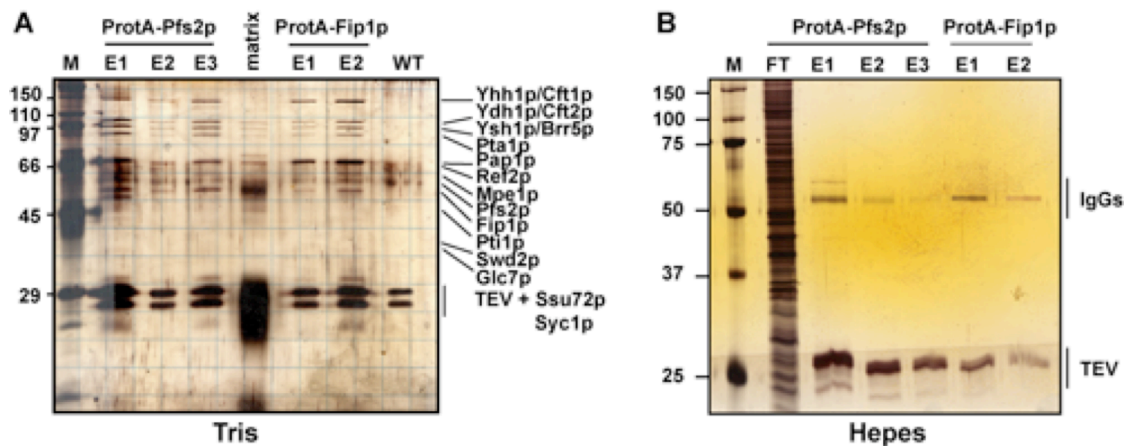 A
ProtA-Pfs2p
matrix
ProtA-Fip1p
M
E1
E2
E3
E1
E2
WT
150
110
97
66
45
29
Yhh1p/Cft1p
Ydh1p/Cft2p
Ysh1p/Brr5p
Pta1p
Pap1p
Ref2p
Mpe1p
Pfs2p
Fip1p
Pti1p
Swd2p
Glc7p
TEV + Ssu72p
Syc1p
Tris
B
ProtA-Pfs2p
ProtA-Fip1p
M
FT
E1
E2
E3
E1
E2
150
100
75
50
37
25
IgGs
TEV
Hepes